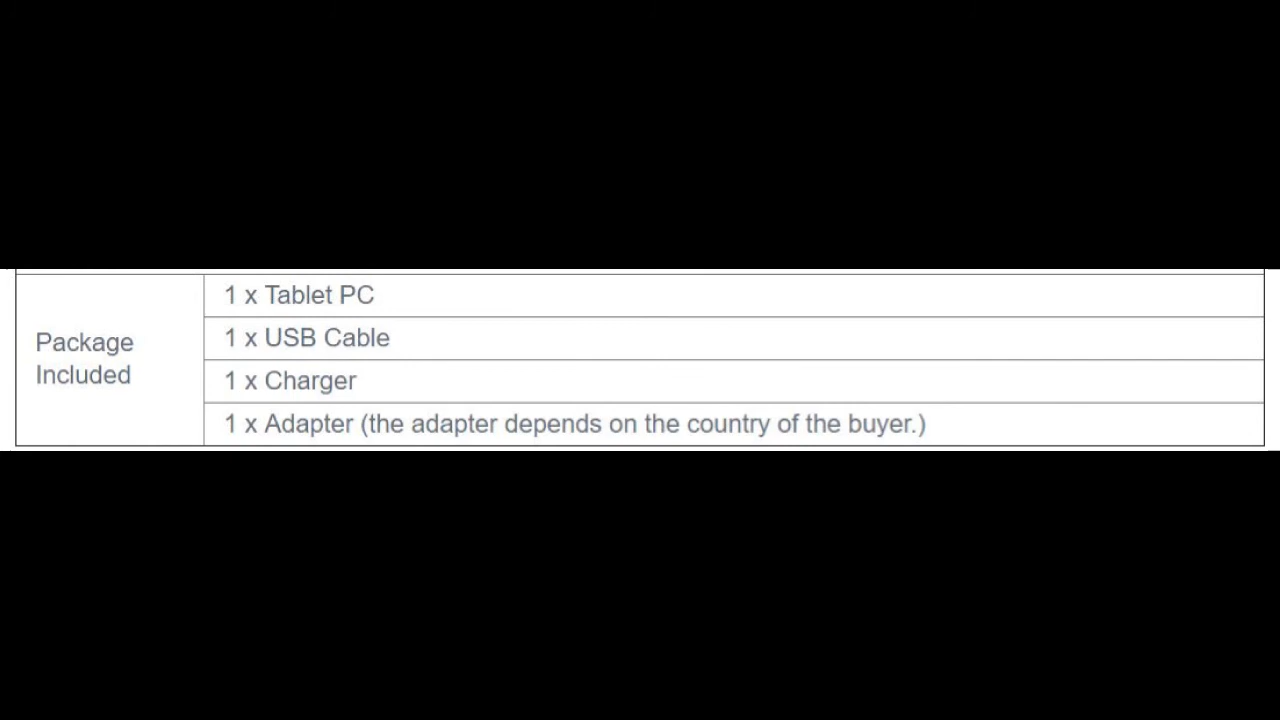 Package
Included
1 x Tablet PC
1 x USB Cable
1 x Charger
1 x Adapter (the adapter depends on the country of the buyer.)